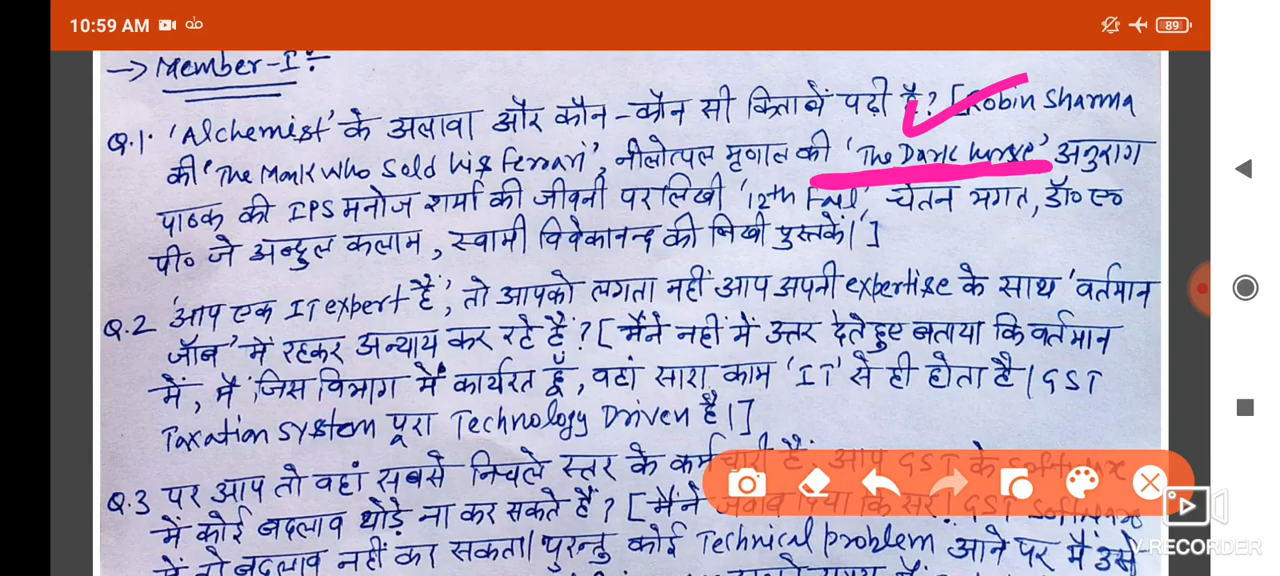 10:59 AM
89
→ Member-I:-
Q.1. 'Alchemist' के अलावा और कौन-कौन सी किताबें पढ़ी हैं? [Robin Sharma
की 'The Monk Who Sold his Ferrari', नीलोत्पल मृणाल की 'The Dark horse' अनुराग
पाठक की IPS मनोज शर्मा की जीवनी पर लिखी '12th Fail' चेतन भगत, डॉ० ए०
पी० जे अब्दुल कलाम, स्वामी विवेकानन्द की लिखी पुस्तकें।]
Q.2 'आप एक IT expert हैं', तो आपको लगता नहीं आप अपनी expertise के साथ 'वर्तमान
जॉब' में रहकर अन्याय कर रहे हैं? [मैंने नहीं में उत्तर देते हुए बताया कि वर्तमान
में, मैं जिस विभाग में कार्यरत हूँ, वहां सारा काम 'IT' से ही होता है। GST
Taxation system पूरा Technology Driven है।]
Q.3 पर आप तो वहां सबसे निचले स्तर के कर्मचारी हैं. आप GST के Software
में कोई बदलाव थोड़े ना कर सकते हैं? [मैंने जवाब दिया कि सर। GST Software
में तो बदलाव नहीं का सकता। परन्तु कोई Technical problem आने पर मैं उसे
V RECORDER